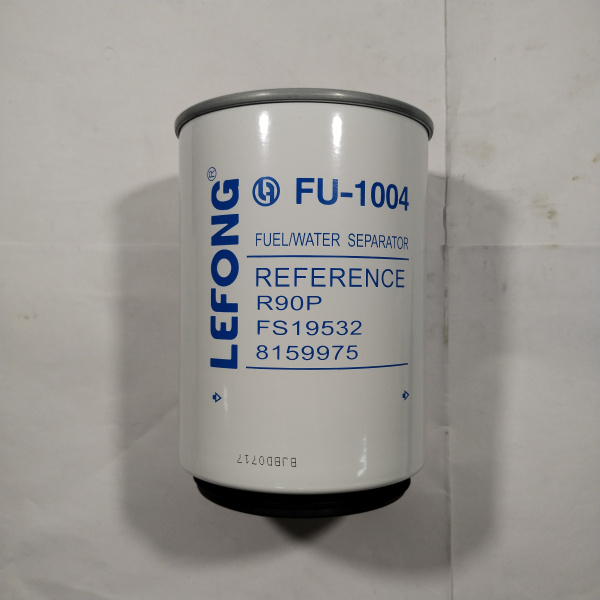 LEFONG®
FU-1004
FUEL/WATER SEPARATOR
REFERENCE
R90P
FS19532
8159975
BJBD0717